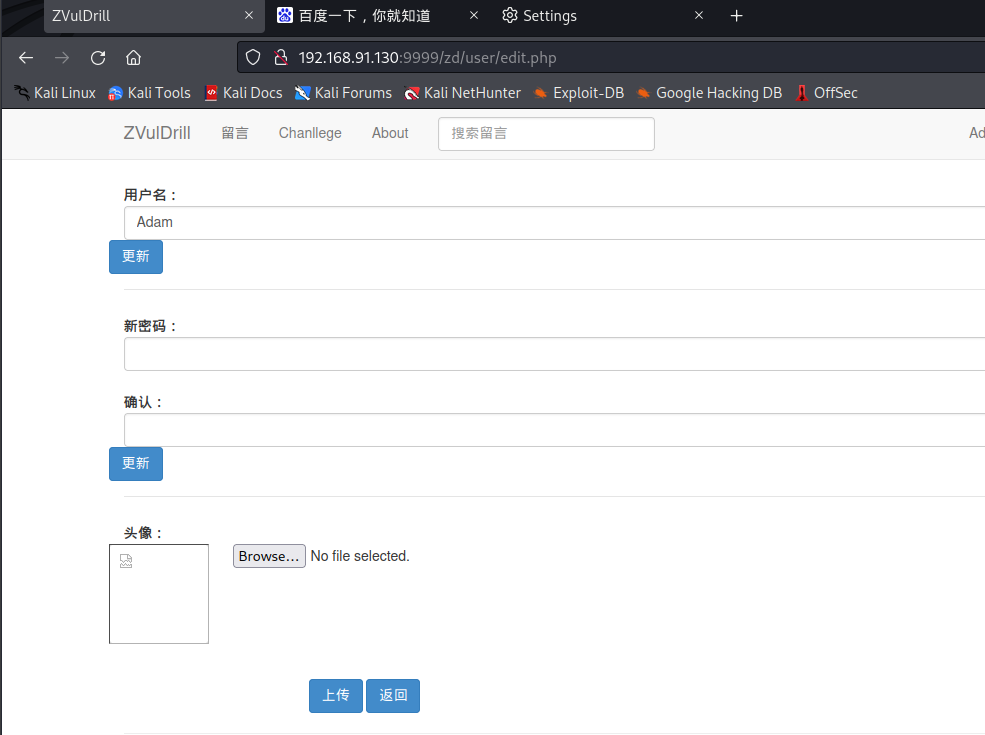 ZVulDrill 百度一下，你就知道 Settings
192.168.91.130:9999/zd/user/edit.php
Kali Linux Kali Tools Kali Docs Kali Forums Kali NetHunter Exploit-DB Google Hacking DB OffSec
ZVulDrill 留言 Chanllege About 搜索留言 Ad
用户名：
Adam
更新
新密码：
确认：
更新
头像：
Browse... No file selected.
上传 返回